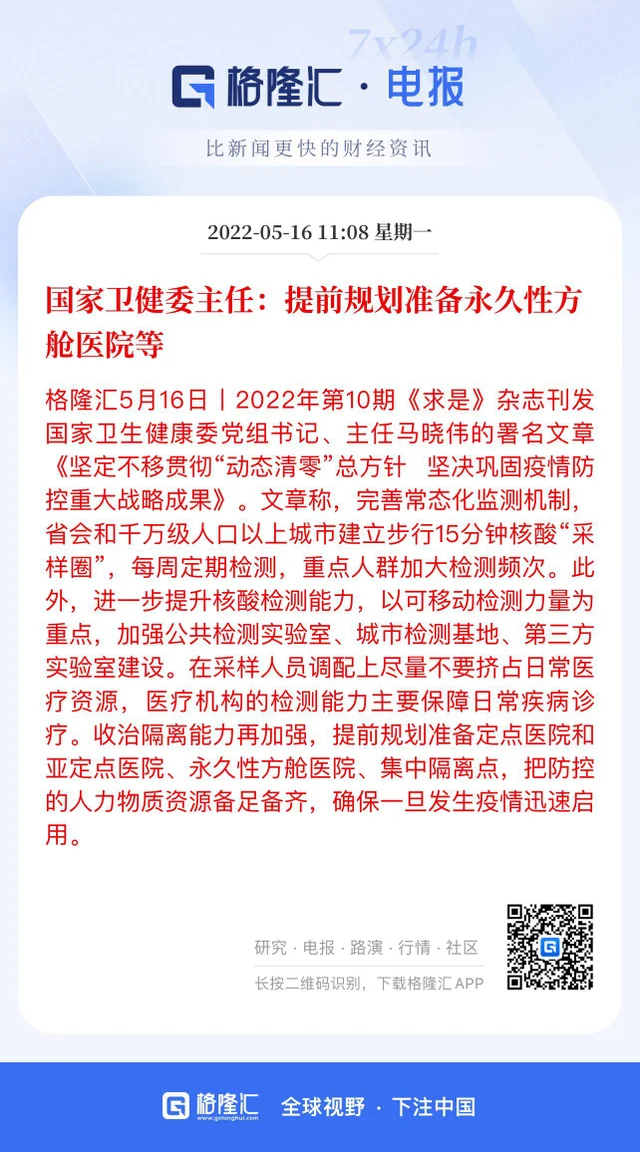 7x24h
格隆汇·电报
比新闻更快的财经资讯
2022-05-16 11:08 星期一
国家卫健委主任：提前规划准备永久性方
舱医院等
格隆汇5月16日丨2022年第10期《求是》杂志刊发
国家卫生健康委党组书记、主任马晓伟的署名文章
《坚定不移贯彻“动态清零”总方针 坚决巩固疫情防
控重大战略成果》。文章称，完善常态化监测机制，
省会和千万级人口以上城市建立步行15分钟核酸“采
样圈”，每周定期检测，重点人群加大检测频次。此
外，进一步提升核酸检测能力，以可移动检测力量为
重点，加强公共检测实验室、城市检测基地、第三方
实验室建设。在采样人员调配上尽量不要挤占日常医
疗资源，医疗机构的检测能力主要保障日常疾病诊
疗。收治隔离能力再加强，提前规划准备定点医院和
亚定点医院、永久性方舱医院、集中隔离点，把防控
的人力物质资源备足备齐，确保一旦发生疫情迅速启
用。
研究·电报·路演·行情·社区
长按二维码识别，下载格隆汇APP
格隆汇 全球视野·下注中国
www.gelonghui.com